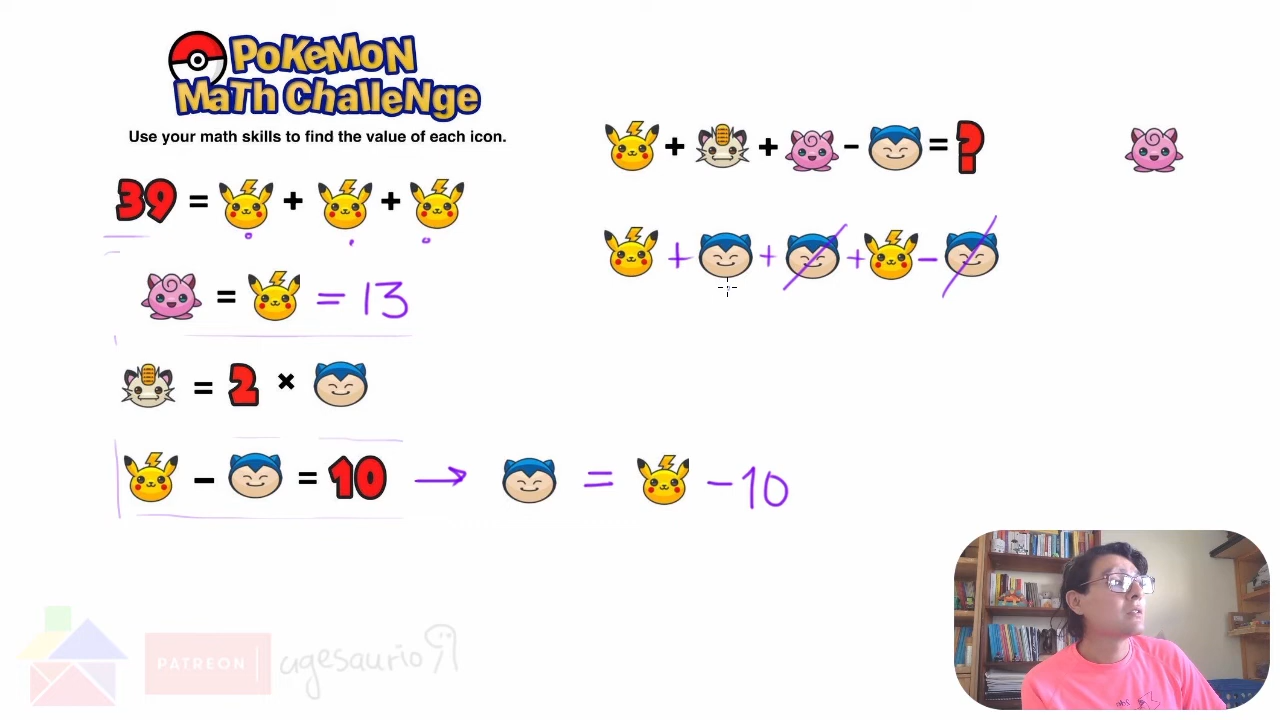 PoKeMoN
MaTh ChalleNge
Use your math skills to find the value of each icon.
39 = + +
= = 13
= 2 ×
- = 10 → = -10
+ + - = ?
+ + + -
PATREON
agesaurio